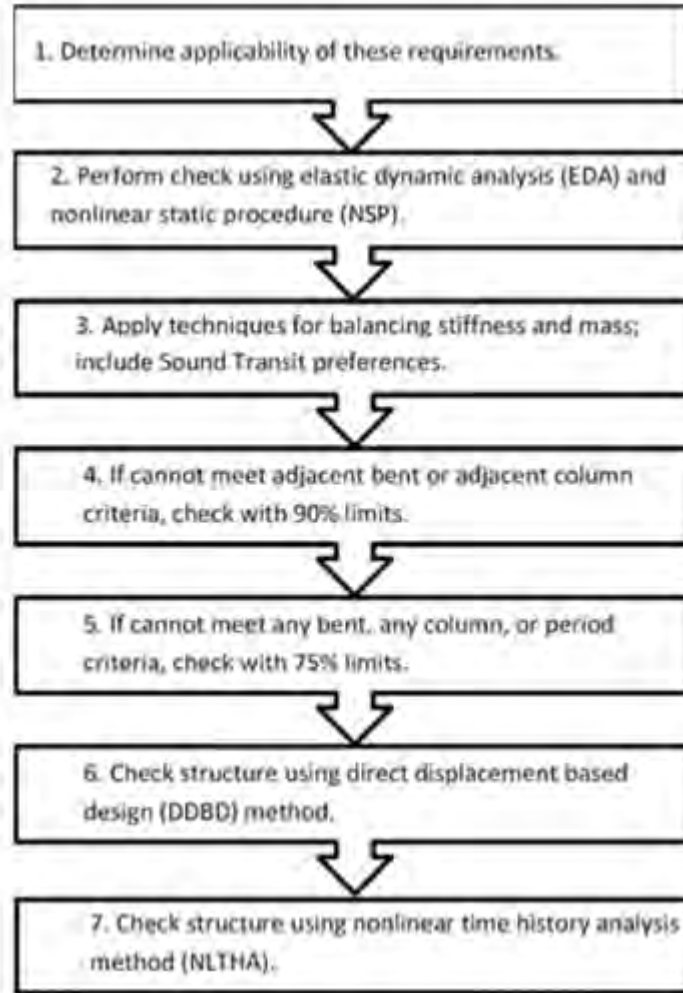 1. Determine applicability of these requirements.
2. Perform check using elastic dynamic analysis (EDA) and
nonlinear static procedure (NSP).
3. Apply techniques for balancing stiffness and mass;
include Sound Transit preferences.
4. If cannot meet adjacent bent or adjacent column
criteria, check with 90% limits.
5. If cannot meet any bent, any column, or period
criteria, check with 75% limits.
6. Check structure using direct displacement based
design (DDBD) method.
7. Check structure using nonlinear time history analysis
method (NLTHA).